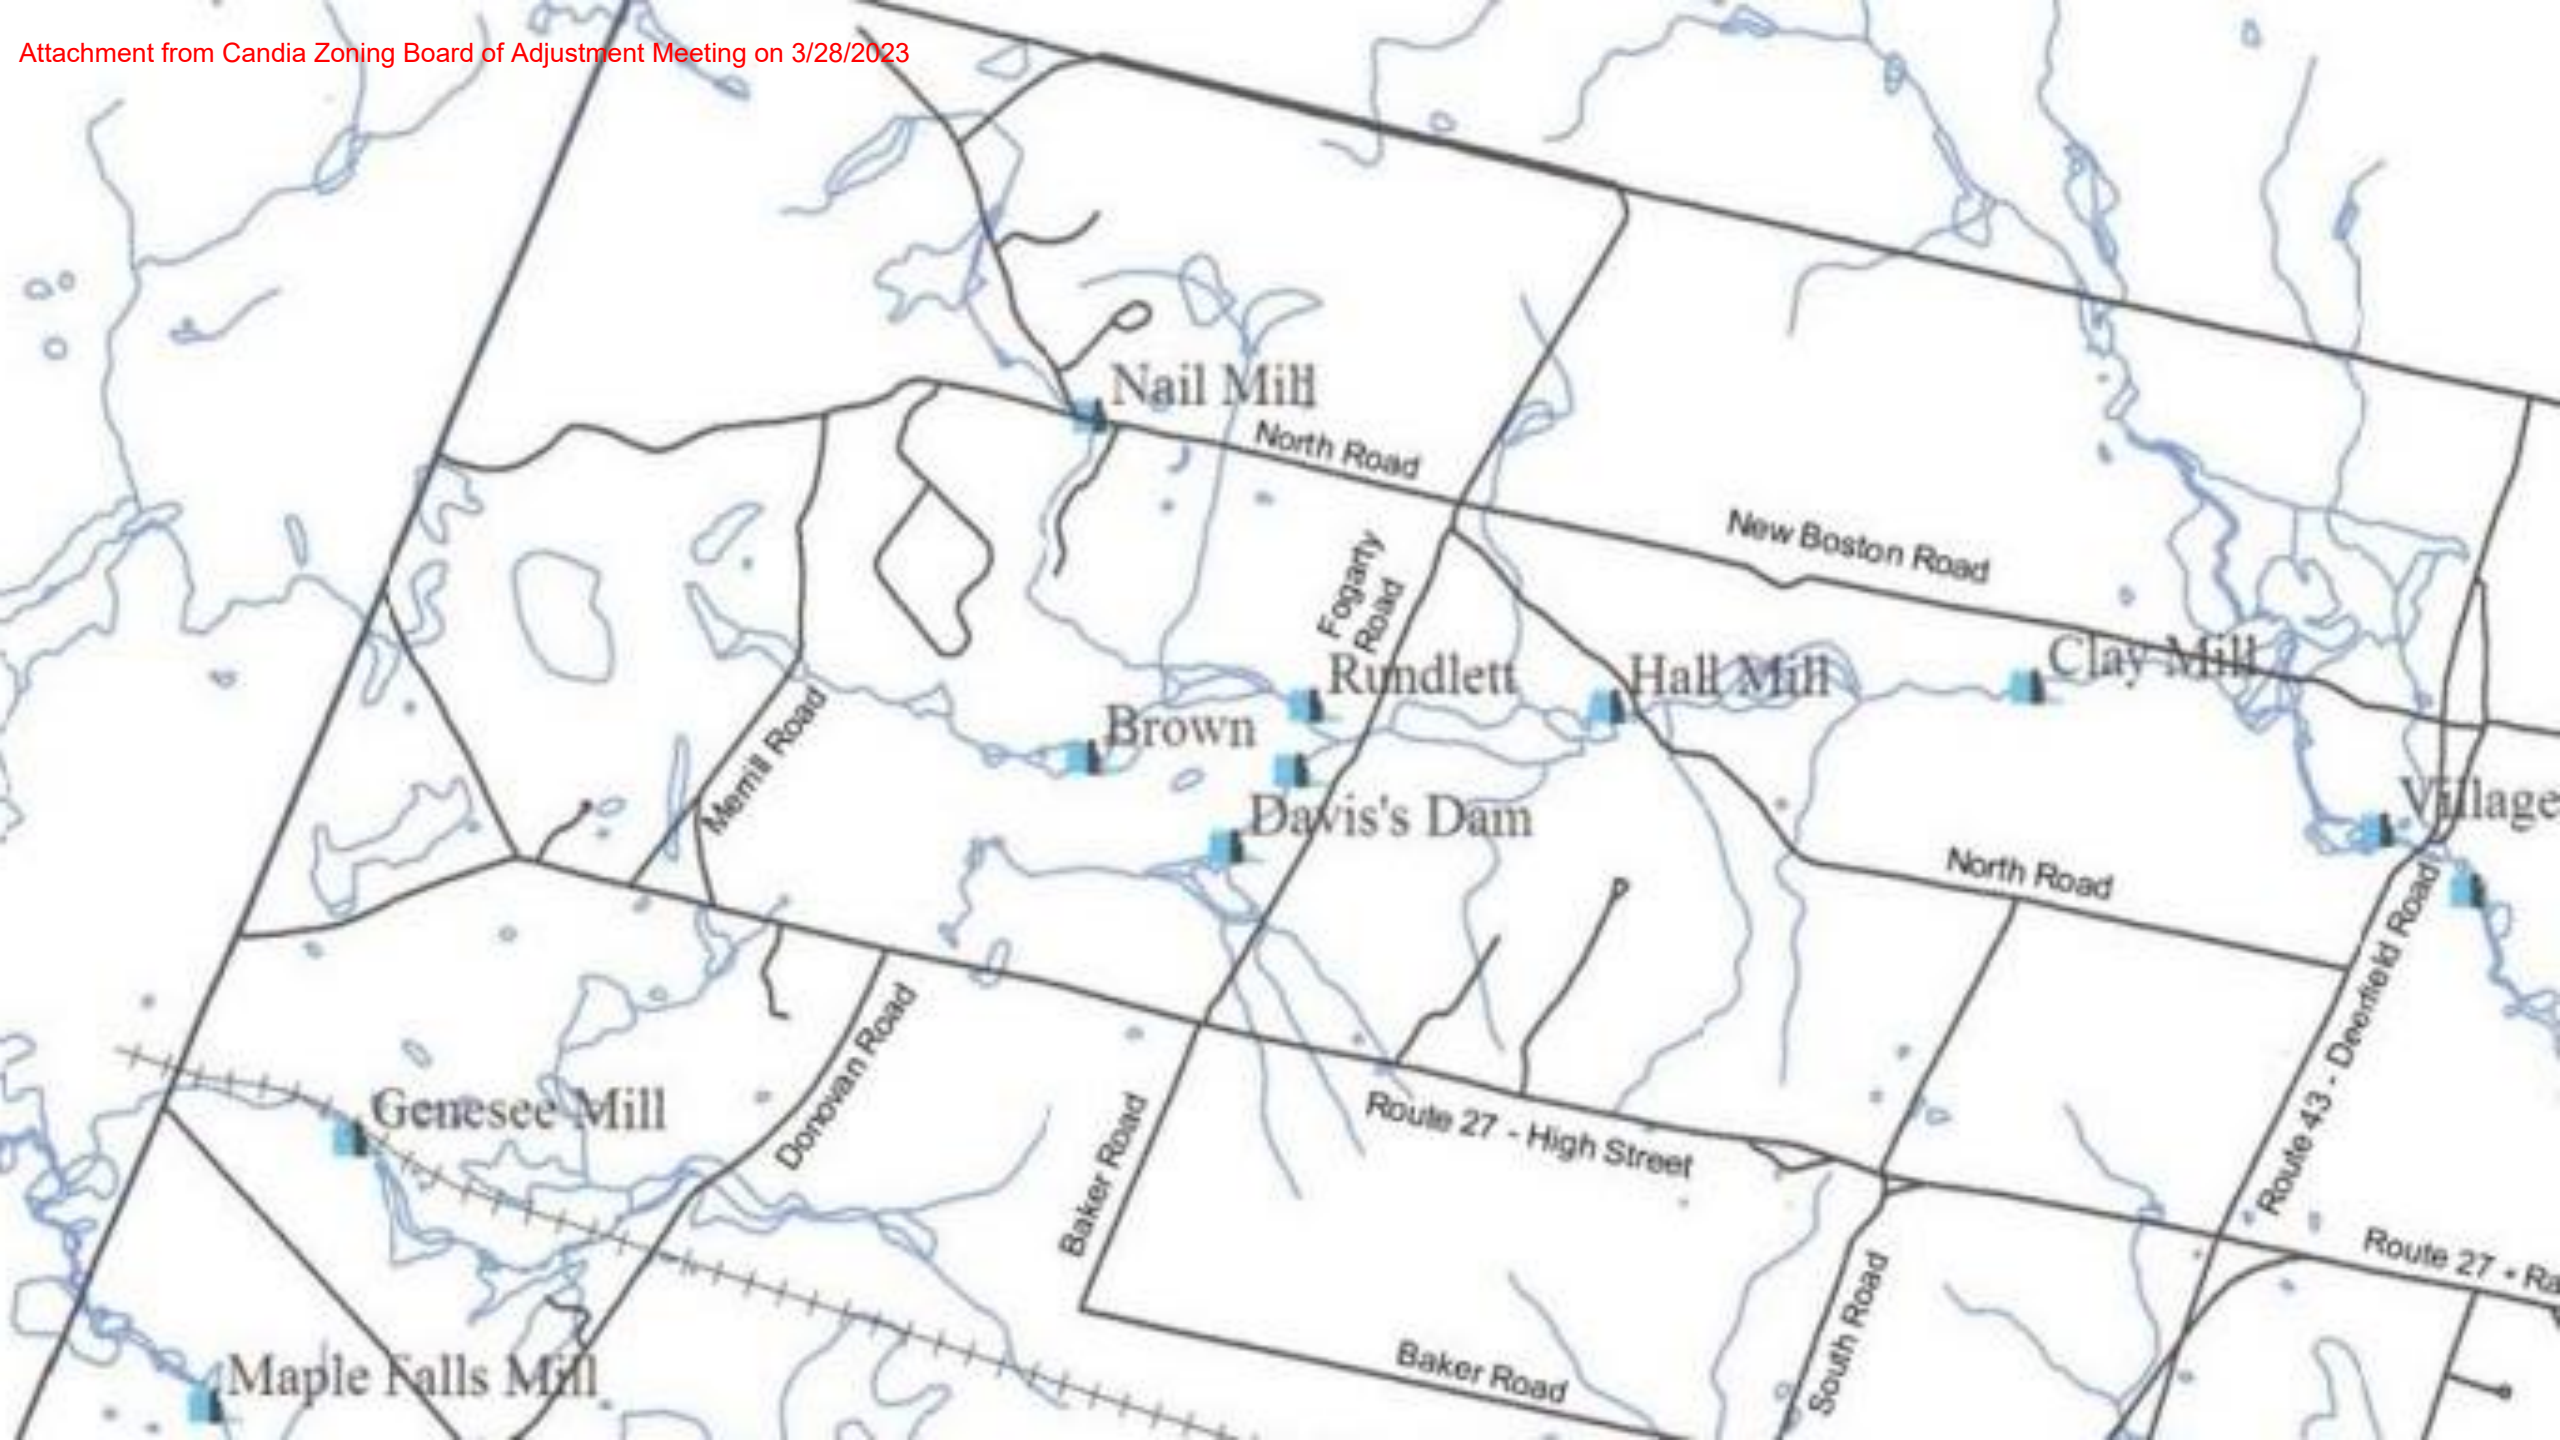 Attachment from Candia Zoning Board of Adjustment Meeting on 3/28/2023
Nail Mill
North Road
New Boston Road
Fogarty
Road
Rundlett
Hall Mill
Clay Mill
Brown
Merrill Road
Davis's Dam
Village
North Road
Route 43 - Deerfield Road
Donovan Road
Genesee Mill
Baker Road
Route 27 - High Street
South Road
Route 27 - Ra
Baker Road
Maple Falls Mill